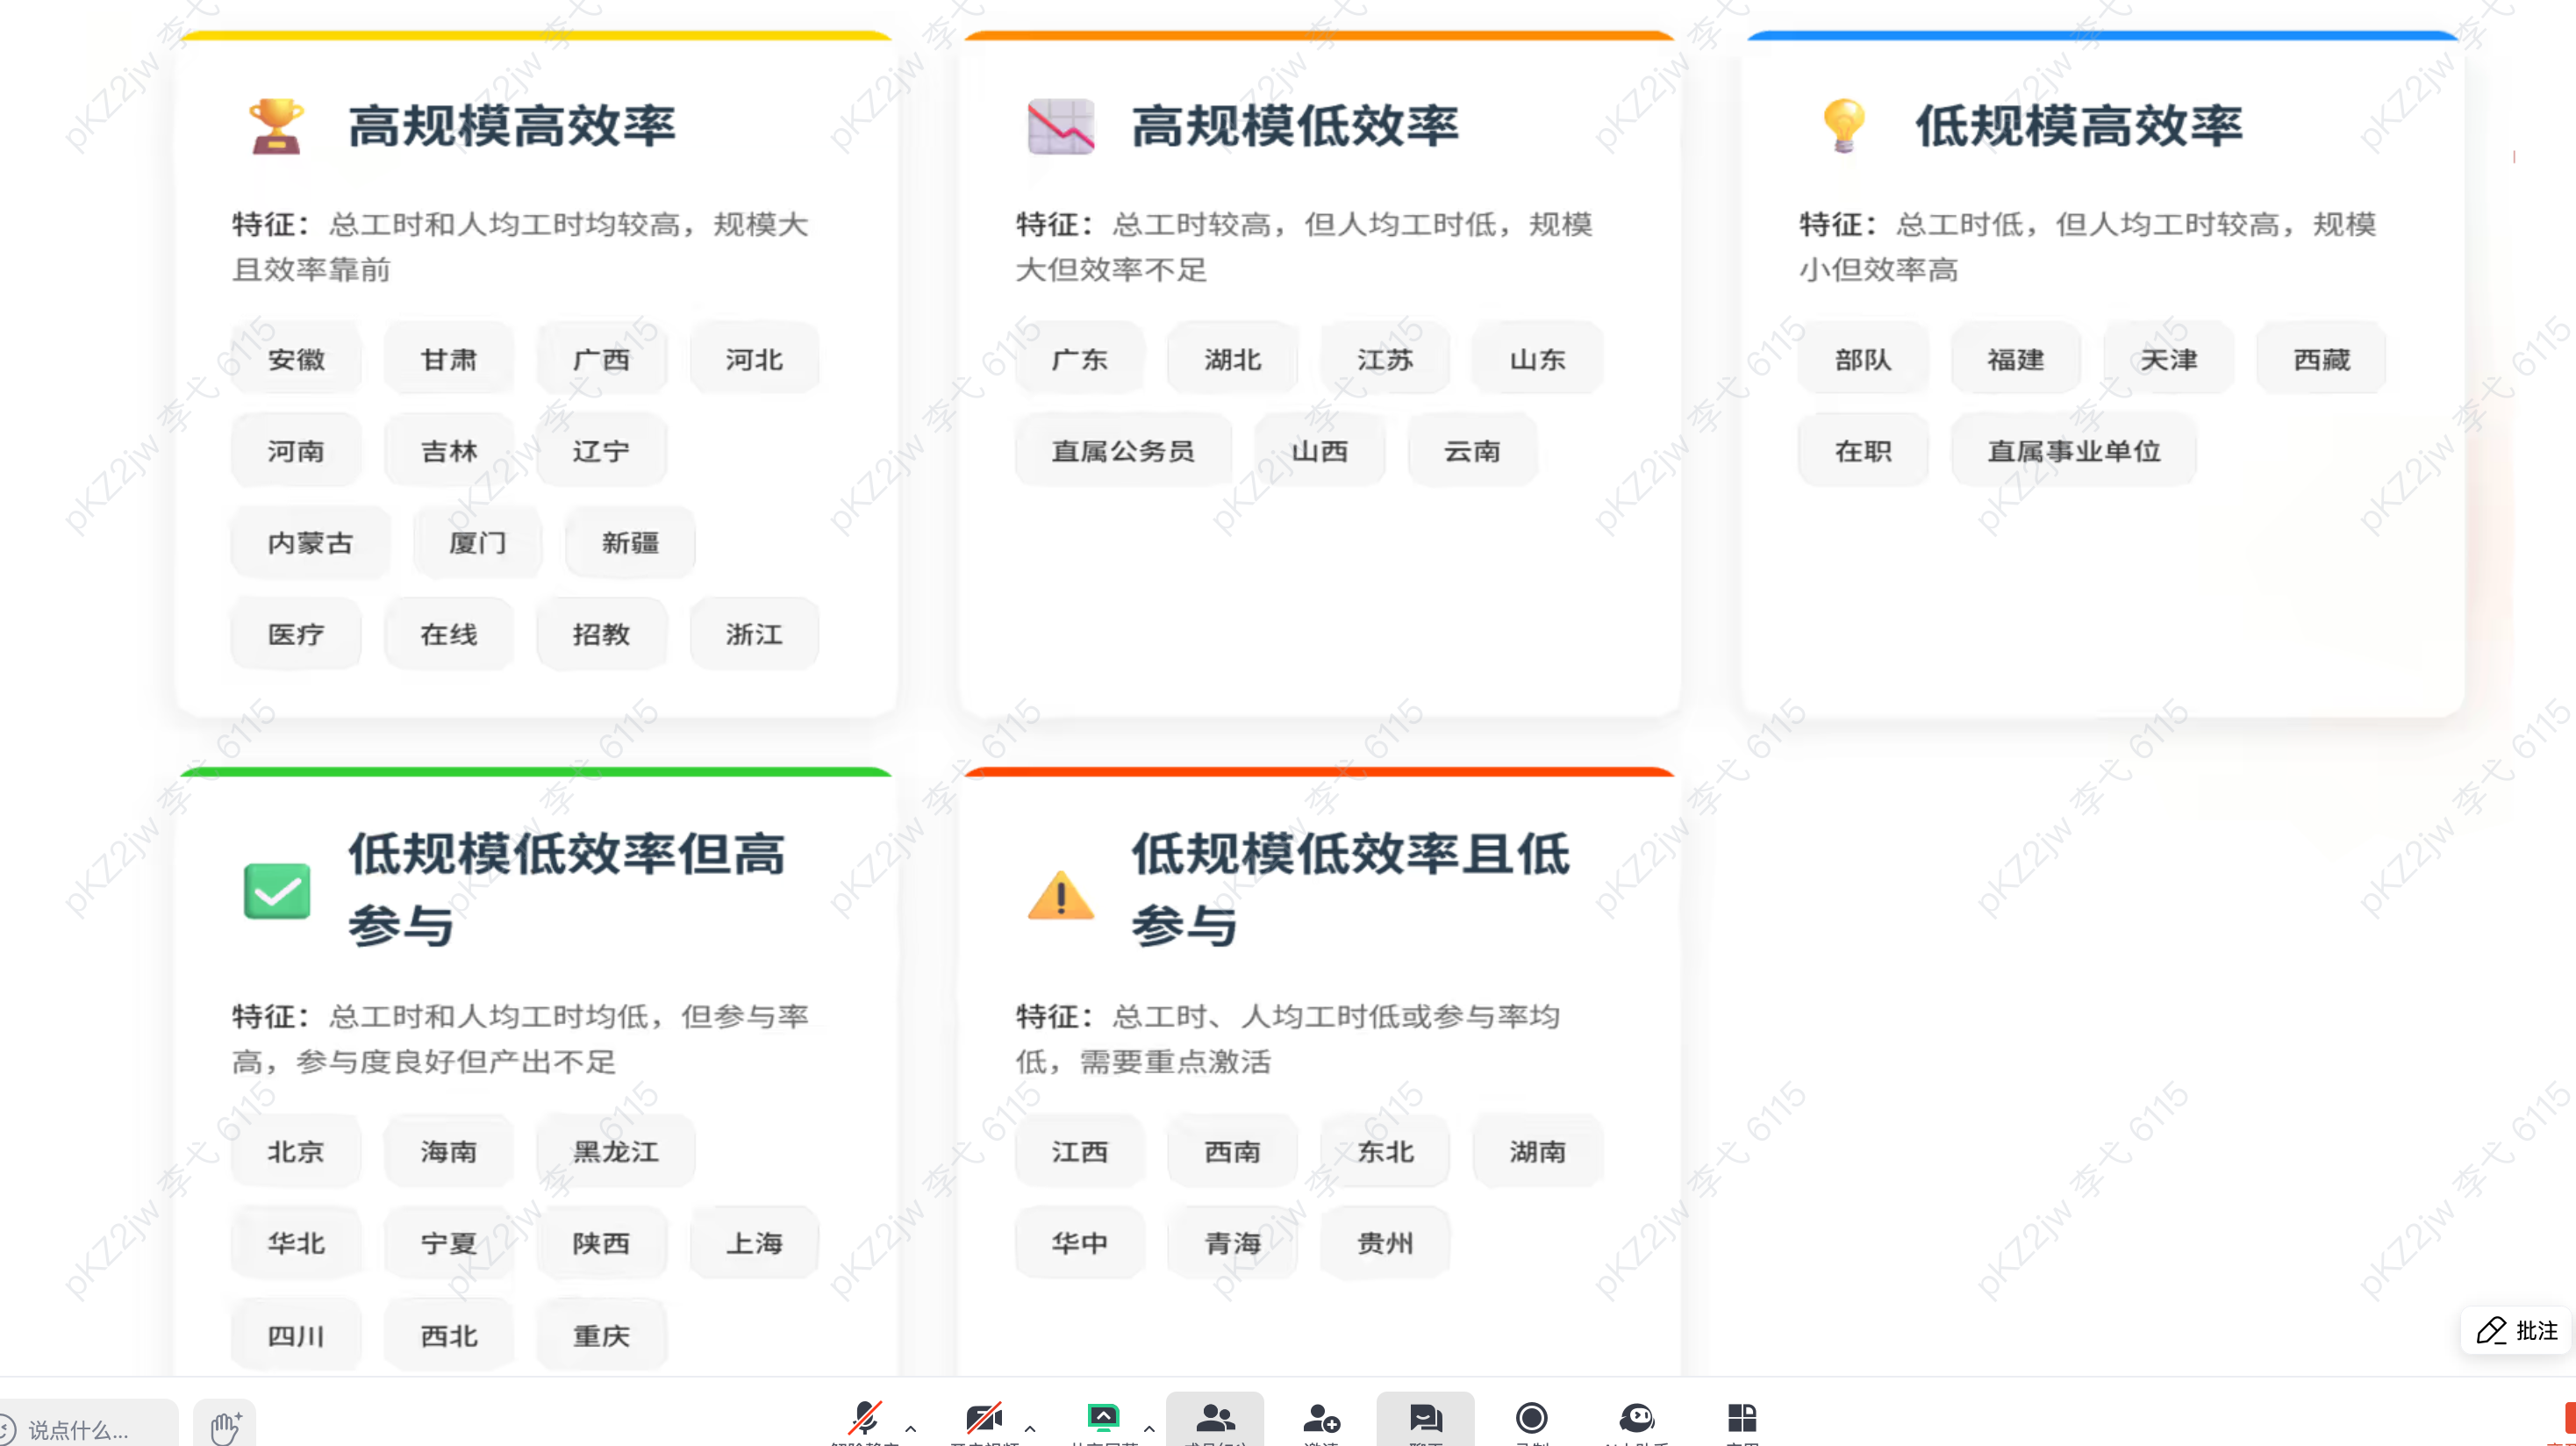 高规模高效率
特征：总工时和人均工时均较高，规模大
且效率靠前
安徽 甘肃 广西 河北
河南 吉林 辽宁
内蒙古 厦门 新疆
医疗 在线 招教 浙江
高规模低效率
特征：总工时较高，但人均工时低，规模
大但效率不足
广东 湖北 江苏 山东
直属公务员 山西 云南
低规模高效率
特征：总工时低，但人均工时较高，规模
小但效率高
部队 福建 天津 西藏
在职 直属事业单位
低规模低效率但高
参与
特征：总工时和人均工时均低，但参与率
高，参与度良好但产出不足
北京 海南 黑龙江
华北 宁夏 陕西 上海
四川 西北 重庆
低规模低效率且低
参与
特征：总工时、人均工时低或参与率均
低，需要重点激活
江西 西南 东北 湖南
华中 青海 贵州
批注
说点什么...
pKZ2jw 李弋 6115